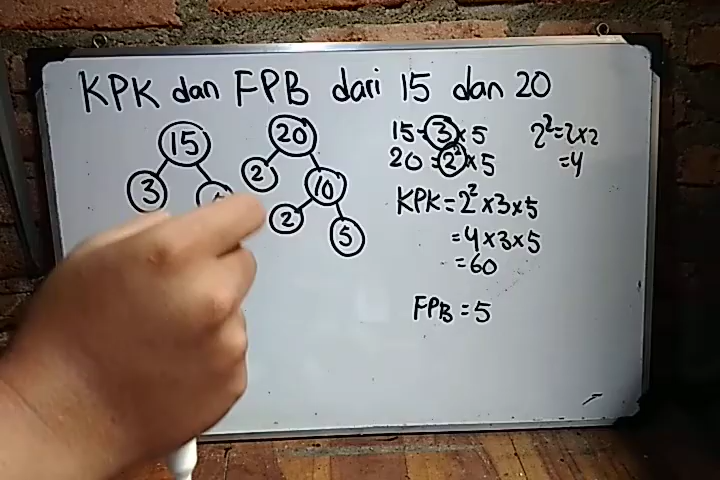 KPK dan FPB dari 15 dan 20
15
3
20
2
10
2
5
15 = 3 × 5
20 = 2² × 5
2² = 2 × 2
= 4
KPK = 2² × 3 × 5
= 4 × 3 × 5
= 60
FPB = 5